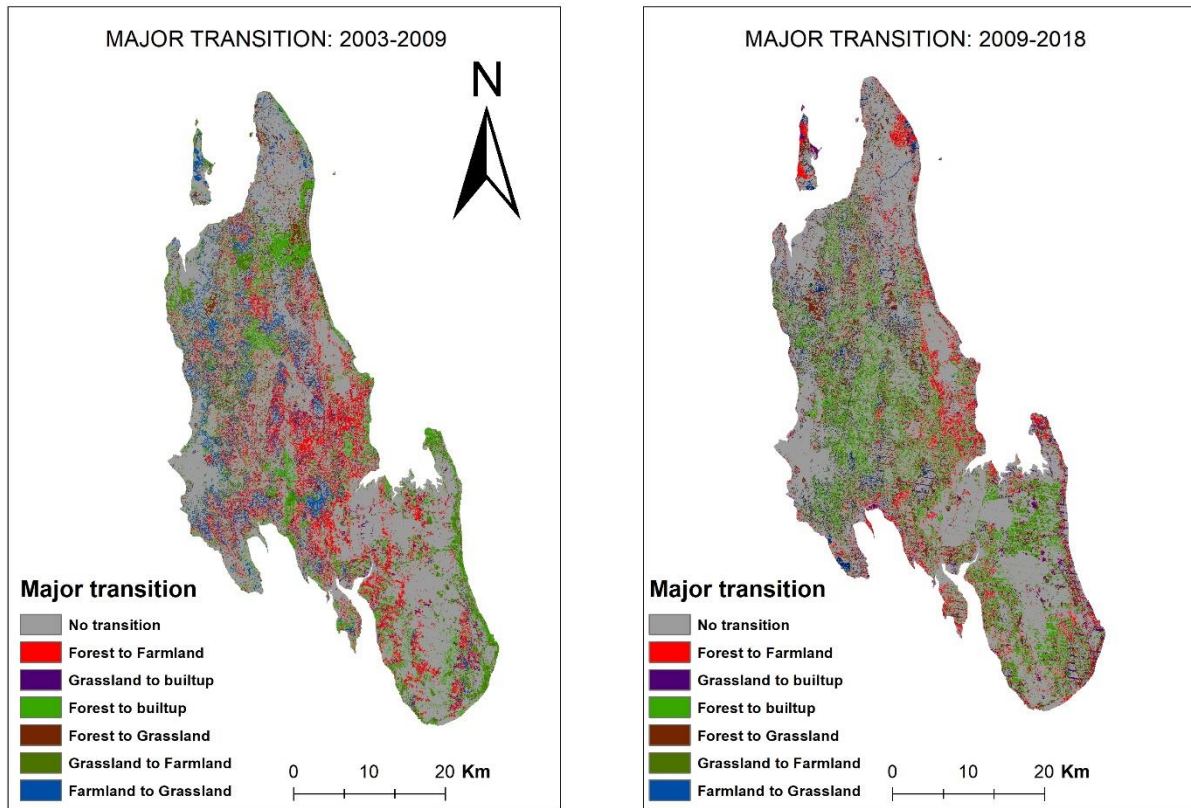 MAJOR TRANSITION: 2003-2009
N
Major transition
No transition
Forest to Farmland
Grassland to builtup
Forest to builtup
Forest to Grassland
Grassland to Farmland
Farmland to Grassland
0 10 20 Km
MAJOR TRANSITION: 2009-2018
Major transition
No transition
Forest to Farmland
Grassland to builtup
Forest to builtup
Forest to Grassland
Grassland to Farmland
Farmland to Grassland
0 10 20 Km